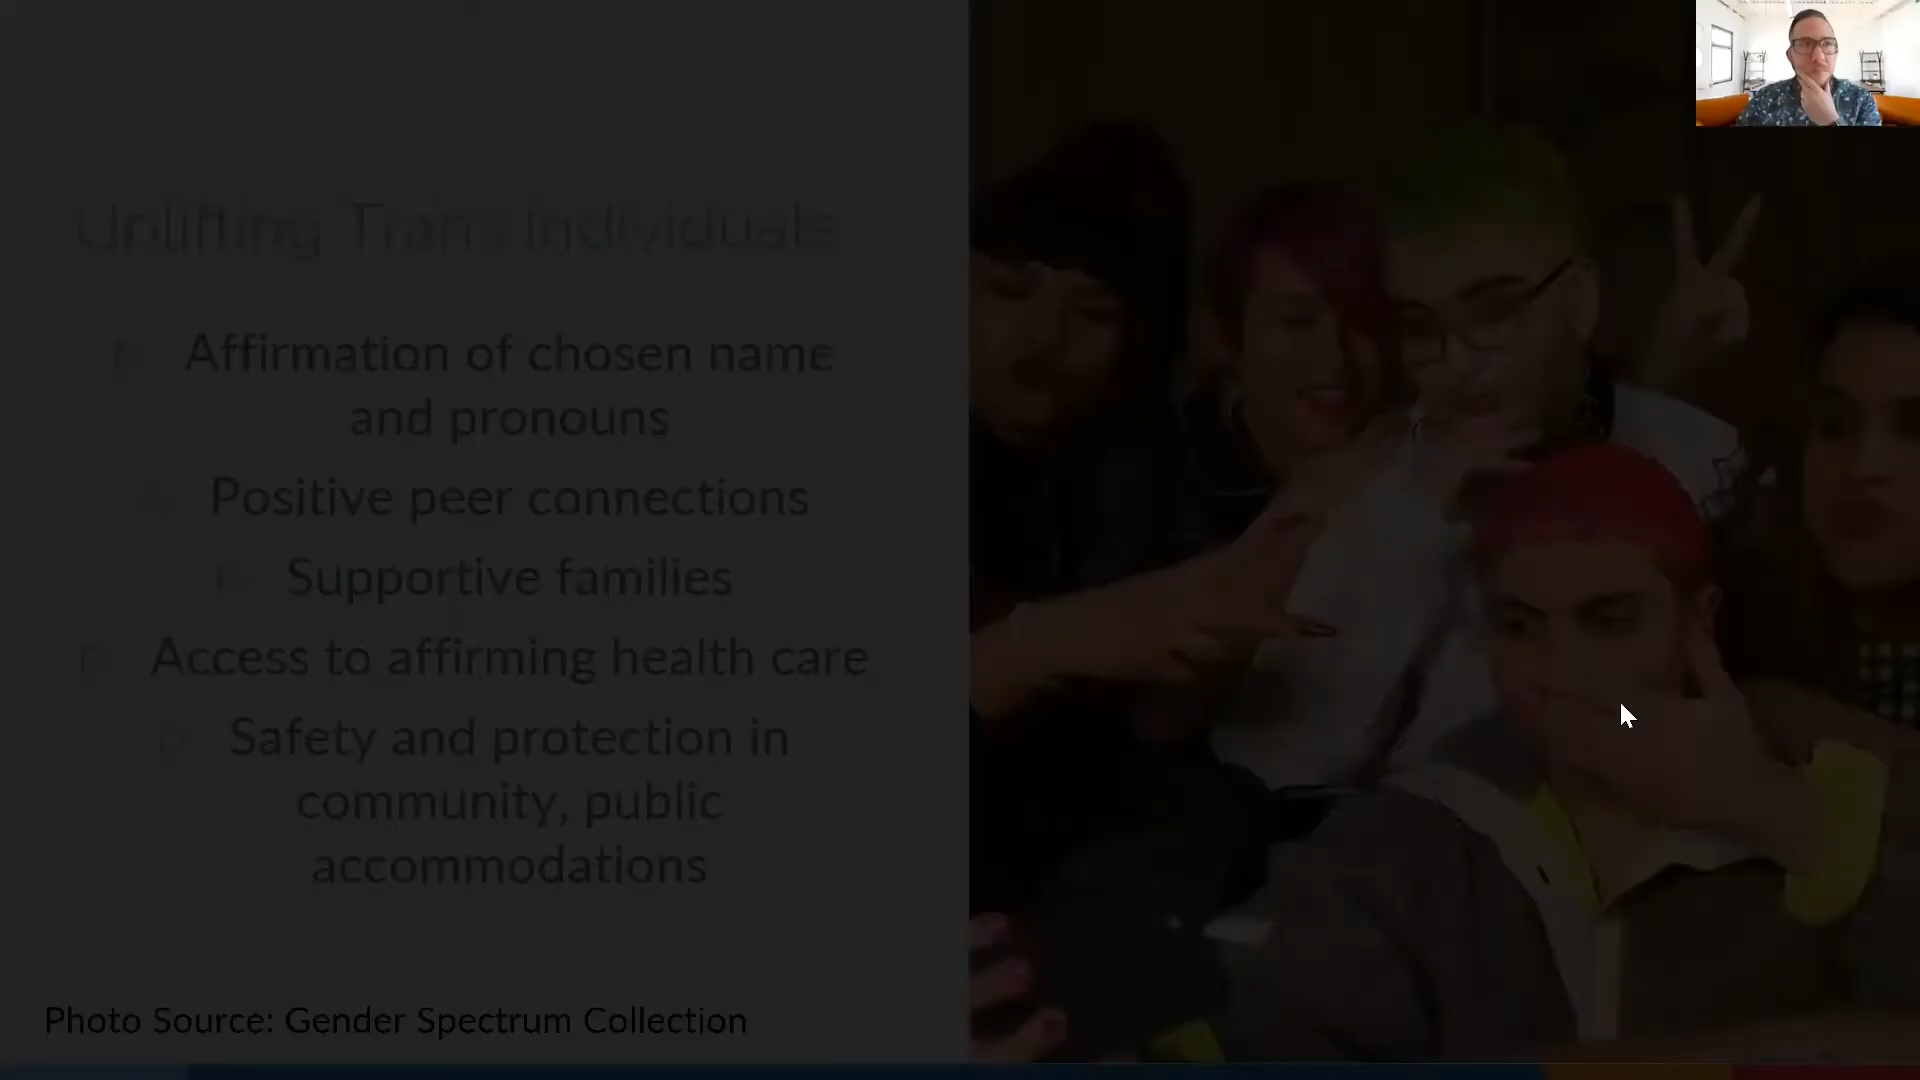 Uplifting Trans Individuals
Affirmation of chosen name
and pronouns
Positive peer connections
Supportive families
Access to affirming health care
Safety and protection in
community, public
accommodations
Photo Source: Gender Spectrum Collection